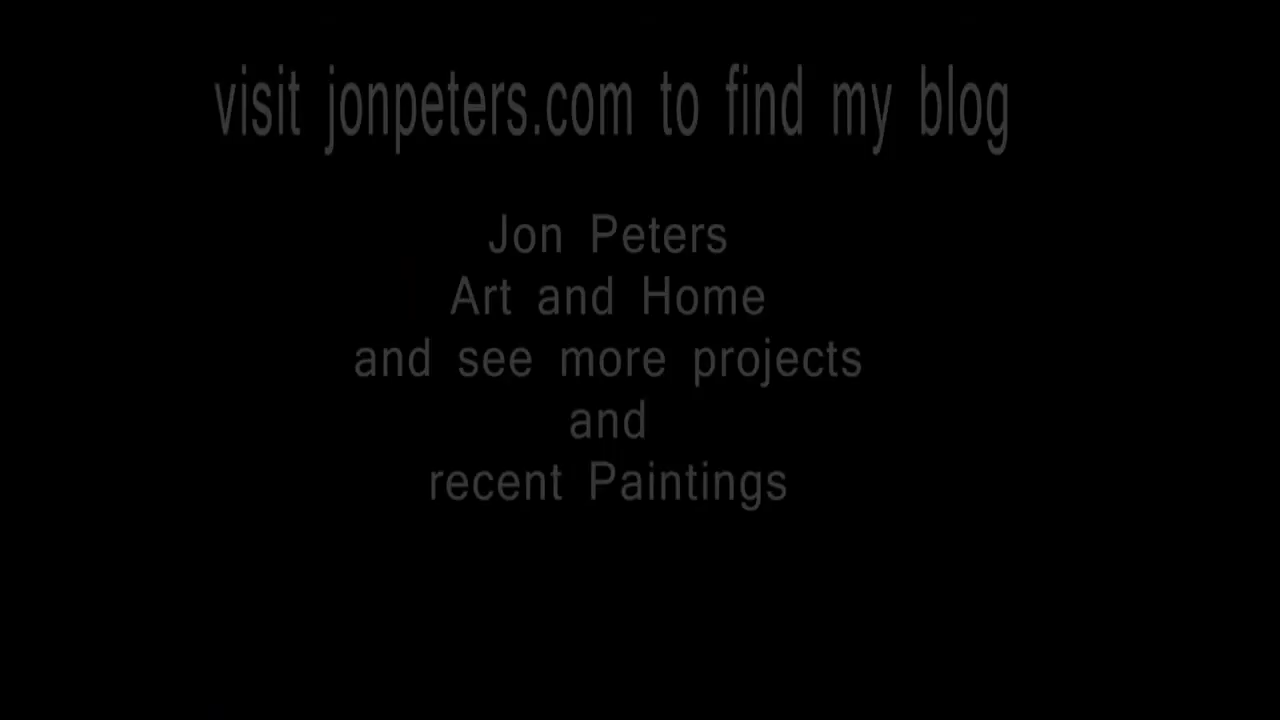 visit jonpeters.com to find my blog
Jon Peters
Art and Home
and see more projects
and
recent Paintings